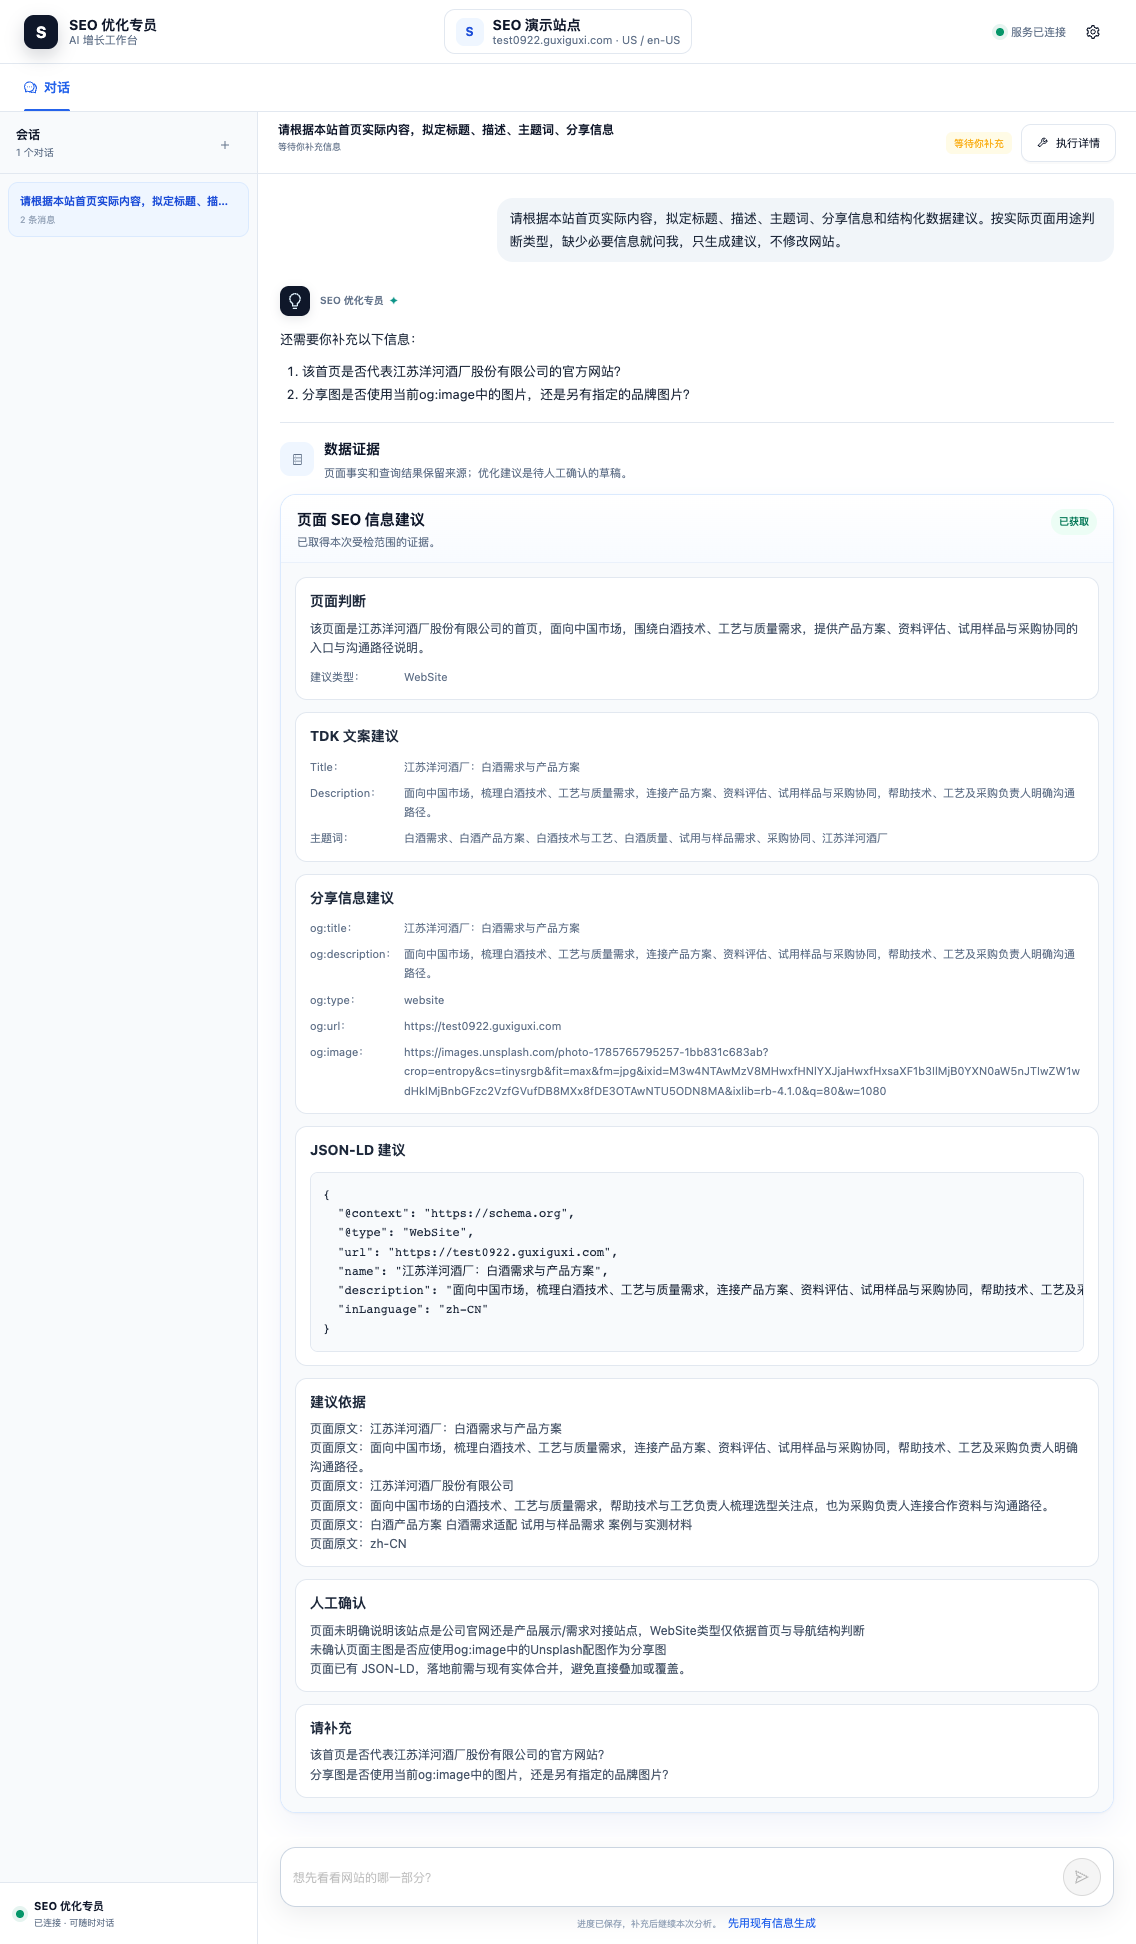 S
SEO 优化专员
AI 增长工作台
S
SEO 演示站点
test0922.guxiguxi.com · US / en-US
服务已连接
对话
会话
1 个对话
+
请根据本站首页实际内容，拟定标题、描...
2 条消息
请根据本站首页实际内容，拟定标题、描述、主题词、分享信息
等待你补充信息
等待你补充
执行详情
请根据本站首页实际内容，拟定标题、描述、主题词、分享信息和结构化数据建议。按实际页面用途判
断类型，缺少必要信息就问我，只生成建议，不修改网站。
SEO 优化专员
还需要你补充以下信息：
1. 该首页是否代表江苏洋河酒厂股份有限公司的官方网站?
2. 分享图是否使用当前og:image中的图片，还是另有指定的品牌图片?
数据证据
页面事实和查询结果保留来源；优化建议是待人工确认的草稿。
页面 SEO 信息建议
已取得本次受检范围的证据。
已获取
页面判断
该页面是江苏洋河酒厂股份有限公司的首页，面向中国市场，围绕白酒技术、工艺与质量需求，提供产品方案、资料评估、试用样品与采购协同的
入口与沟通路径说明。
建议类型： WebSite
TDK 文案建议
Title： 江苏洋河酒厂：白酒需求与产品方案
Description： 面向中国市场，梳理白酒技术、工艺与质量需求，连接产品方案、资料评估、试用样品与采购协同，帮助技术、工艺及采购负责人明确沟通
路径。
主题词： 白酒需求、白酒产品方案、白酒技术与工艺、白酒质量、试用与样品需求、采购协同、江苏洋河酒厂
分享信息建议
og:title： 江苏洋河酒厂：白酒需求与产品方案
og:description： 面向中国市场，梳理白酒技术、工艺与质量需求，连接产品方案、资料评估、试用样品与采购协同，帮助技术、工艺及采购负责人明确沟通
路径。
og:type： website
og:url： https://test0922.guxiguxi.com
og:image： https://images.unsplash.com/photo-1785765795257-1bb831c683ab?
JSON-LD 建议
{
"@context": "https://schema.org",
"@type": "WebSite",
"url": "https://test0922.guxiguxi.com",
"name": "江苏洋河酒厂：白酒需求与产品方案",
"description": "面向中国市场，梳理白酒技术、工艺与质量需求，连接产品方案、资料评估、试用样品与采购协同，帮助技术、工艺及
"inLanguage": "zh-CN"
}
建议依据
页面原文：江苏洋河酒厂：白酒需求与产品方案
页面原文：面向中国市场，梳理白酒技术、工艺与质量需求，连接产品方案、资料评估、试用样品与采购协同，帮助技术、工艺及采购负责人明确
沟通路径。
页面原文：江苏洋河酒厂股份有限公司
页面原文：面向中国市场的白酒技术、工艺与质量需求，帮助技术与工艺负责人梳理选型关注点，也为采购负责人连接合作资料与沟通路径。
页面原文：白酒产品方案 白酒需求适配 试用与样品需求 案例与实测材料
页面原文：zh-CN
人工确认
页面未明确说明该站点是公司官网还是产品展示/需求对接站点，WebSite类型仅依据首页与导航结构判断
未确认页面主图是否应使用og:image中的Unsplash配图作为分享图
页面已有 JSON-LD，落地前需与现有实体合并，避免直接叠加或覆盖。
请补充
该首页是否代表江苏洋河酒厂股份有限公司的官方网站?
分享图是否使用当前og:image中的图片，还是另有指定的品牌图片?
想先看看网站的哪一部分?
进度已保存，补充后继续本次分析。 先用现有信息生成
SEO 优化专员
已连接 · 可随时对话